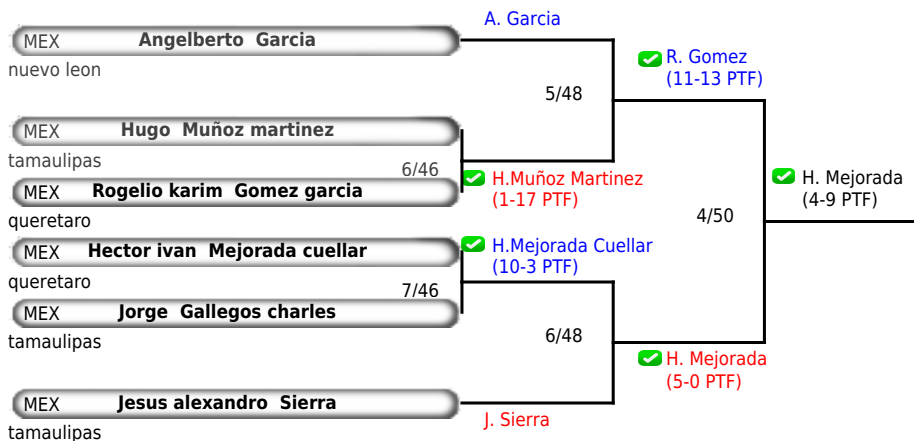 A. Garcia
MEX Angelberto Garcia
nuevo leon
R. Gomez
(11-13 PTF)
5/48
MEX Hugo Muñoz martinez
tamaulipas
6/46
H.Muñoz Martinez
(1-17 PTF)
MEX Rogelio karim Gomez garcia
queretaro
H. Mejorada
(4-9 PTF)
4/50
MEX Hector ivan Mejorada cuellar
queretaro
H.Mejorada Cuellar
(10-3 PTF)
7/46
MEX Jorge Gallegos charles
tamaulipas
6/48
H. Mejorada
(5-0 PTF)
MEX Jesus alexandro Sierra
tamaulipas
J. Sierra